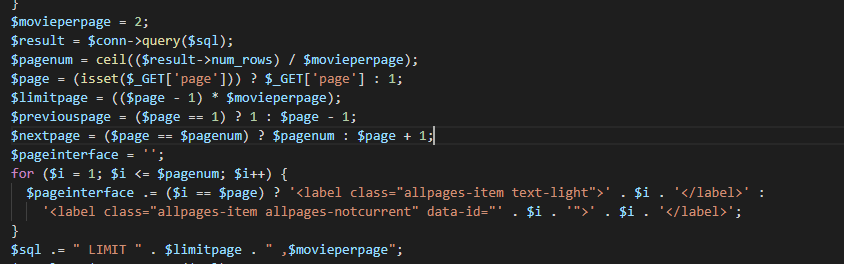 }
$movieperpage = 2;
$result = $conn->query($sql);
$pagenum = ceil(($result->num_rows) / $movieperpage);
$page = (isset($_GET['page'])) ? $_GET['page'] : 1;
$limitpage = (($page - 1) * $movieperpage);
$previouspage = ($page == 1) ? 1 : $page - 1;
$nextpage = ($page == $pagenum) ? $pagenum : $page + 1;
$pageinterface = '';
for ($i = 1; $i <= $pagenum; $i++) {
$pageinterface .= ($i == $page) ? '<label class="allpages-item text-light">' . $i . '</label>' :
'<label class="allpages-item allpages-notcurrent" data-id="' . $i . '">' . $i . '</label>';
}
$sql .= " LIMIT " . $limitpage . " ,$movieperpage";